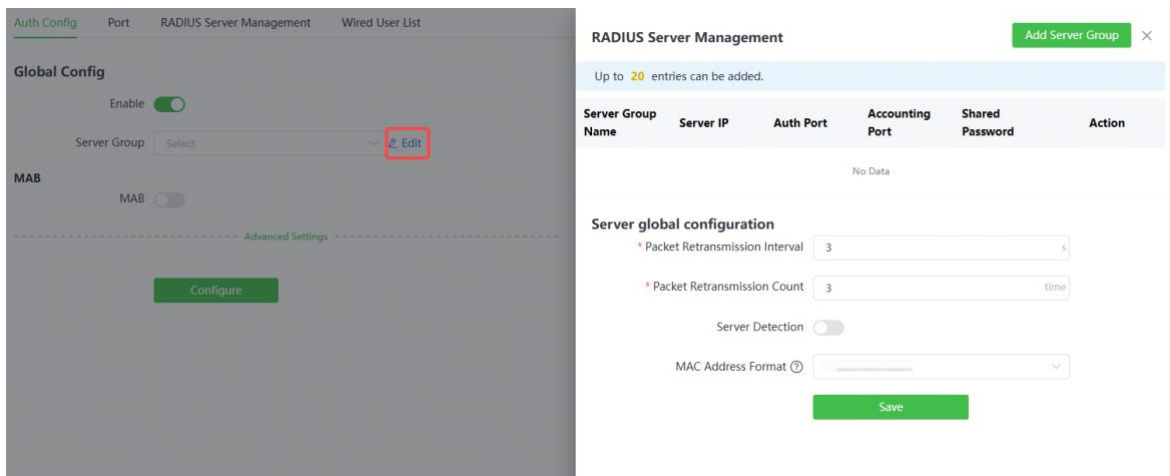 Auth Config Port RADIUS Server Management Wired User List
Global Config
Enable
Server Group Select Edit
MAB
MAB
Advanced Settings
Configure
RADIUS Server Management Add Server Group
Up to 20 entries can be added.
Server Group Name Server IP Auth Port Accounting Port Shared Password Action
No Data
Server global configuration
* Packet Retransmission Interval 3 s
* Packet Retransmission Count 3 time
Server Detection
MAC Address Format ?
Save